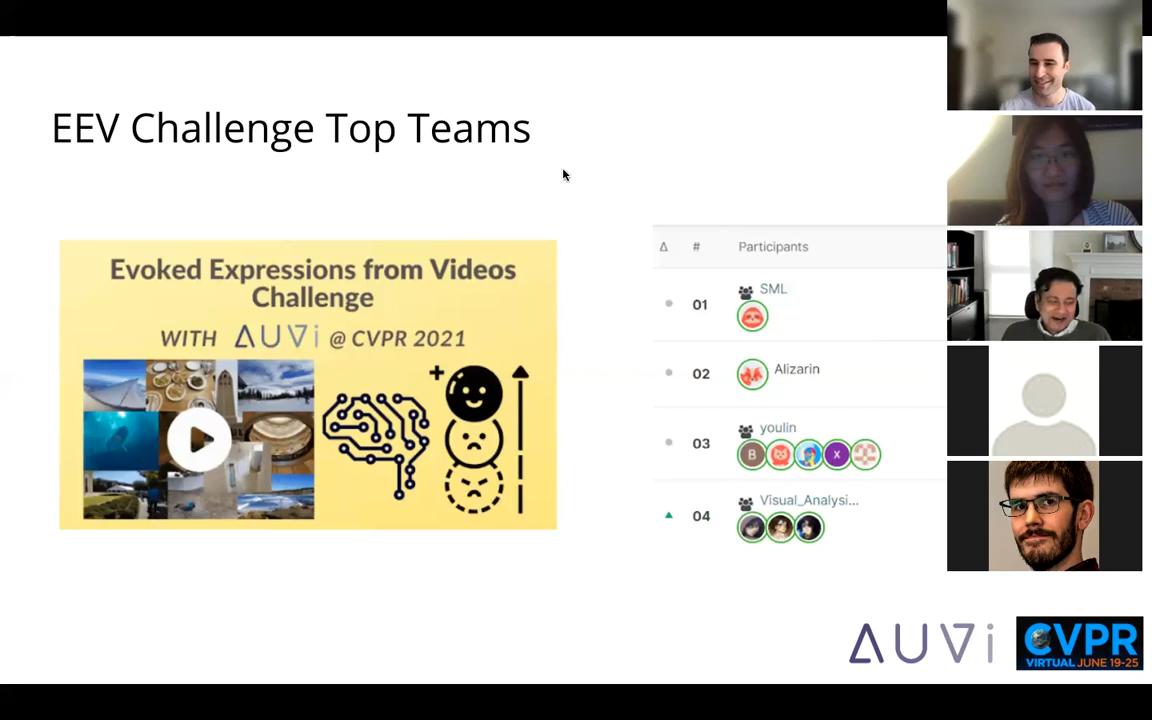 EEV Challenge Top Teams
Evoked Expressions from Videos
Challenge
WITH AUVi @ CVPR 2021
+
Δ # Participants
01 SML
02 Alizarin
03 youlin
B X
04 Visual_Analysi...
AUVi
CVPR
VIRTUAL JUNE 19-25